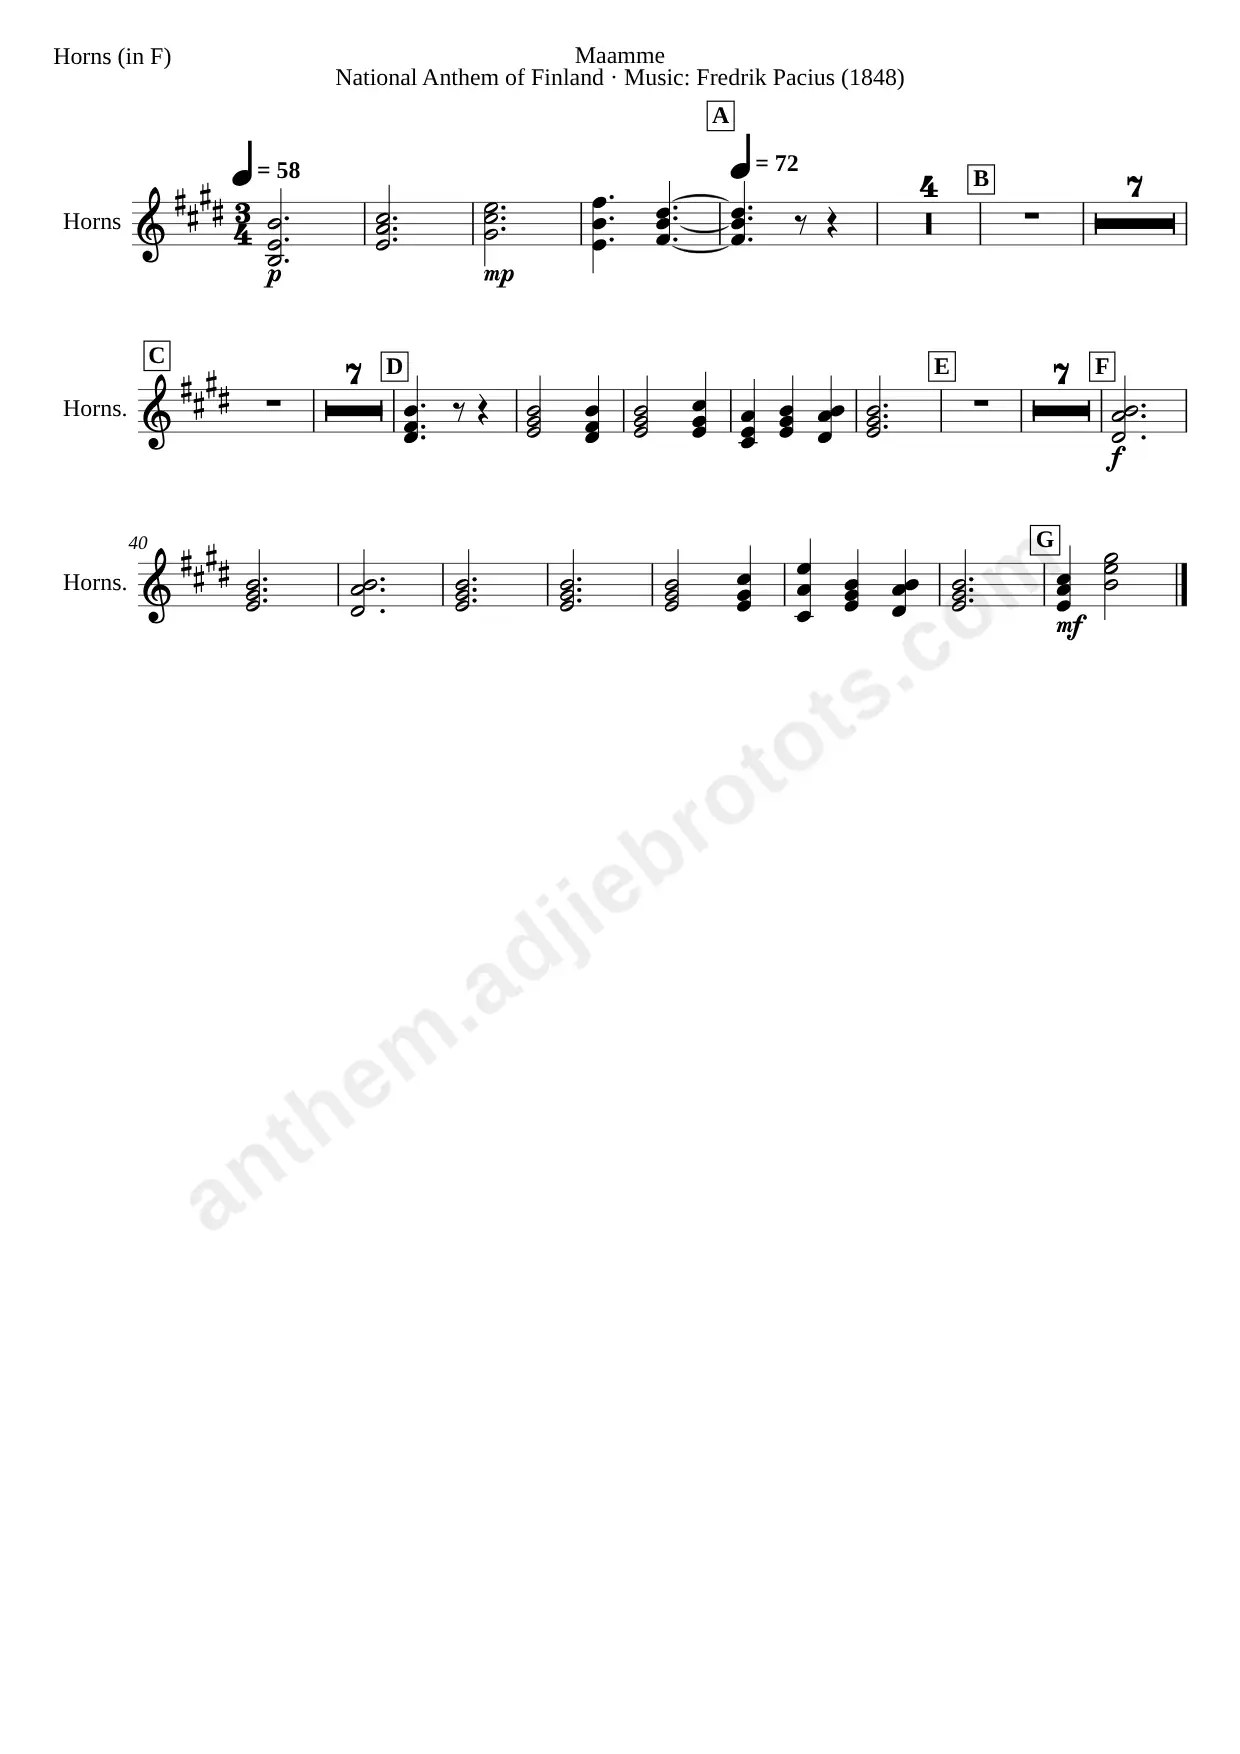 Horns (in F)
Maamme
National Anthem of Finland · Music: Fredrik Pacius (1848)
A
= 58
= 72
4
B
7
Horns
3
4
p
mp
C
7
D
E
7
F
Horns.
f
40
G
Horns.
mf
anthem.adjiebrotots.com